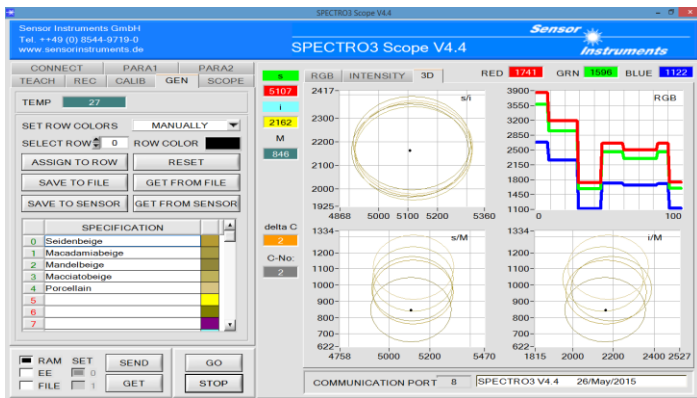 SPECTRO3 Scope V4.4
Sensor Instruments GmbH
Tel. ++49 (0) 8544-9719-0
www.sensorinstruments.de
SPECTRO3 Scope V4.4
Sensor
Instruments
CONNECT PARA1 PARA2
TEACH REC CALIB GEN SCOPE
TEMP 27
SET ROW COLORS MANUALLY
SELECT ROW 0 ROW COLOR
ASSIGN TO ROW RESET
SAVE TO FILE GET FROM FILE
SAVE TO SENSOR GET FROM SENSOR
SPECIFICATION
0 Seidenbeige
1 Macadamiabeige
2 Mandelbeige
3 Macciatobeige
4 Porcellain
5
6
7
RAM SET SEND GO
EE 0
FILE 1 GET STOP
s
5107
i
2162
M
846
delta C
2
C-No:
2
RGB INTENSITY 3D RED 1741 GRN 1596 BLUE 1122
s/i
2417-
2300-
2200-
2100-
2000-
1925-
4868 5000 5100 5200 5360
RGB
3900-
3550-
3200-
2850-
2500-
2150-
1800-
1450-
1100-
0 100
s/M
1334-
1200-
1100-
1000-
900-
800-
700-
622-
4758 5000 5200 5470
i/M
1334-
1200-
1100-
1000-
900-
800-
700-
622-
1815 2000 2200 2400 2527
COMMUNICATION PORT 8 SPECTRO3 V4.4 26/May/2015